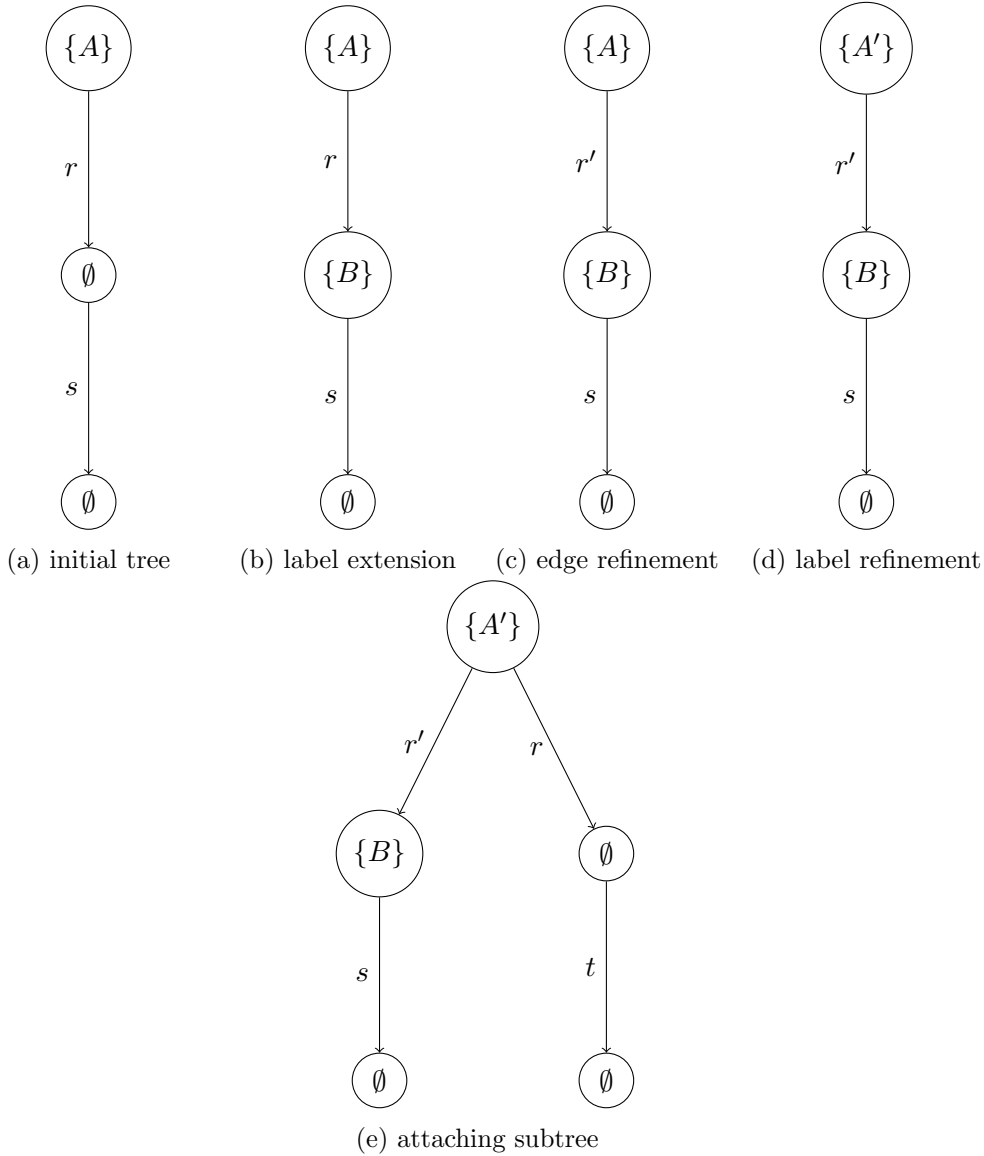 {A} {A} {A} {A′}
r r r′ r′
∅ {B} {B} {B}
s s s s
∅ ∅ ∅ ∅
(a) initial tree (b) label extension (c) edge refinement (d) label refinement
{A′}
r′ r
{B} ∅
s t
∅ ∅
(e) attaching subtree